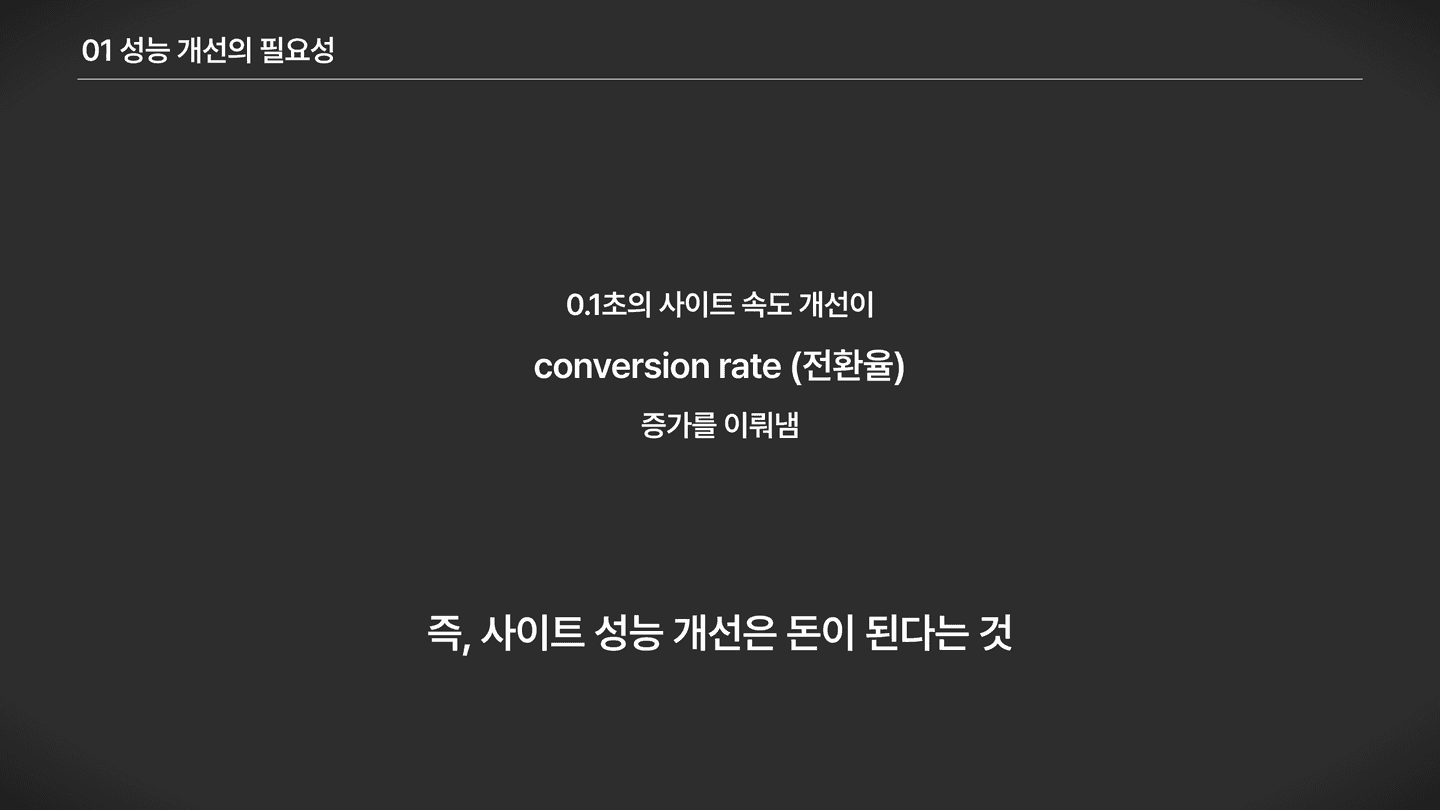 01 성능 개선의 필요성
0.1초의 사이트 속도 개선이
conversion rate (전환율)
증가를 이뤄냄
즉, 사이트 성능 개선은 돈이 된다는 것